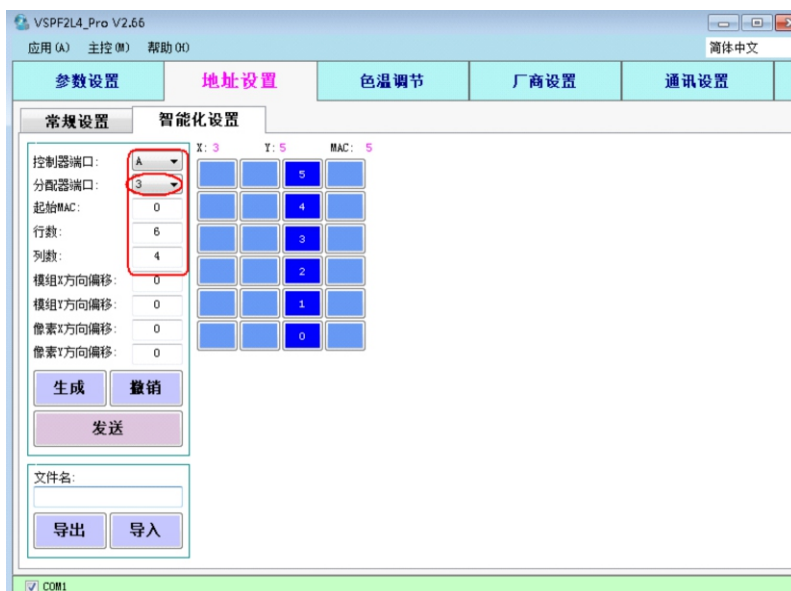 VSPF2L4_Pro V2.66
应用(A) 主控(M) 帮助(H)
简体中文
参数设置 地址设置 色温调节 厂商设置 通讯设置
常规设置 智能化设置
X: 3 Y: 5 MAC: 5
控制器端口: A
分配器端口: 3
起始MAC: 0
行数: 6
列数: 4
模组X方向偏移: 0
模组Y方向偏移: 0
像素X方向偏移: 0
像素Y方向偏移: 0
5
4
3
2
1
0
生成 撤销
发送
文件名:
导出 导入
COM1